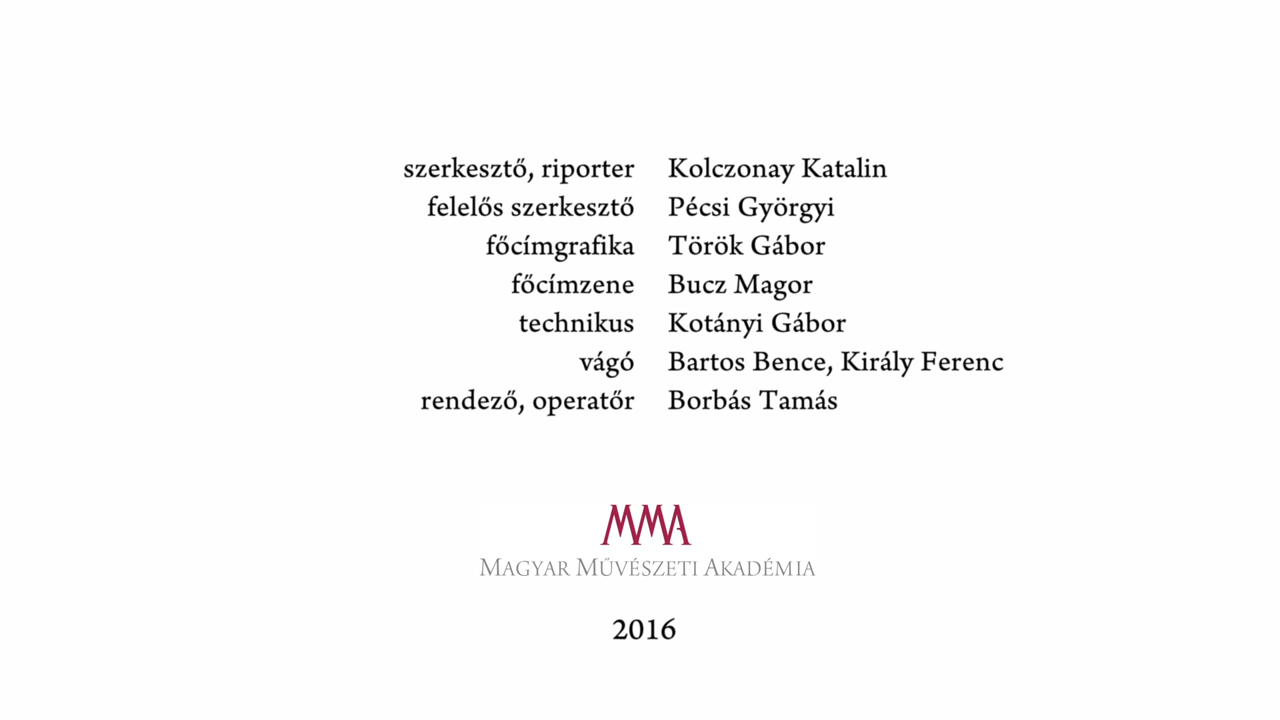 szerkesztő, riporter Kolczonay Katalin
felelős szerkesztő Pécsi Györgyi
főcímgrafika Török Gábor
főcímzene Bucz Magor
technikus Kotányi Gábor
vágó Bartos Bence, Király Ferenc
rendező, operatőr Borbás Tamás
MMA
MAGYAR MŰVÉSZETI AKADÉMIA
2016